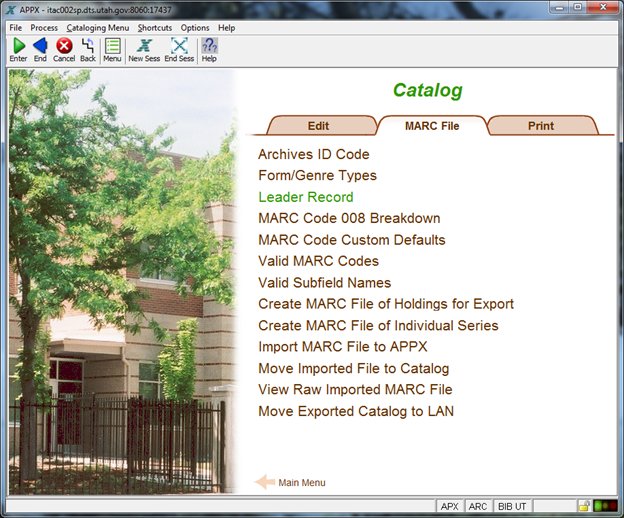 APPX - itac002sp.dts.utah.gov:8060:17437
File Process Cataloging Menu Shortcuts Options Help
Enter End Cancel Back Menu New Sess End Sess Help
Catalog
Edit MARC File Print
Archives ID Code
Form/Genre Types
Leader Record
MARC Code 008 Breakdown
MARC Code Custom Defaults
Valid MARC Codes
Valid Subfield Names
Create MARC File of Holdings for Export
Create MARC File of Individual Series
Import MARC File to APPX
Move Imported File to Catalog
View Raw Imported MARC File
Move Exported Catalog to LAN
Main Menu
APX ARC BIB UT